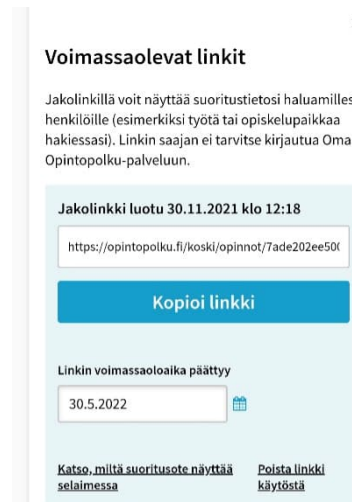 Voimassaolevat linkit
Jakolinkillä voit näyttää suoritustietosi haluamilles
henkilöille (esimerkiksi työtä tai opiskelupaikkaa
hakiessasi). Linkin saajan ei tarvitse kirjautua Oma
Opintopolku-palveluun.
Jakolinkki luotu 30.11.2021 klo 12:18
https://opintopolku.fi/koski/opinnot/7ade202ee50(
Kopioi linkki
Linkin voimassaoloaika päättyy
30.5.2022
Katso, miltä suoritusote näyttää selaimessa
Poista linkki käytöstä